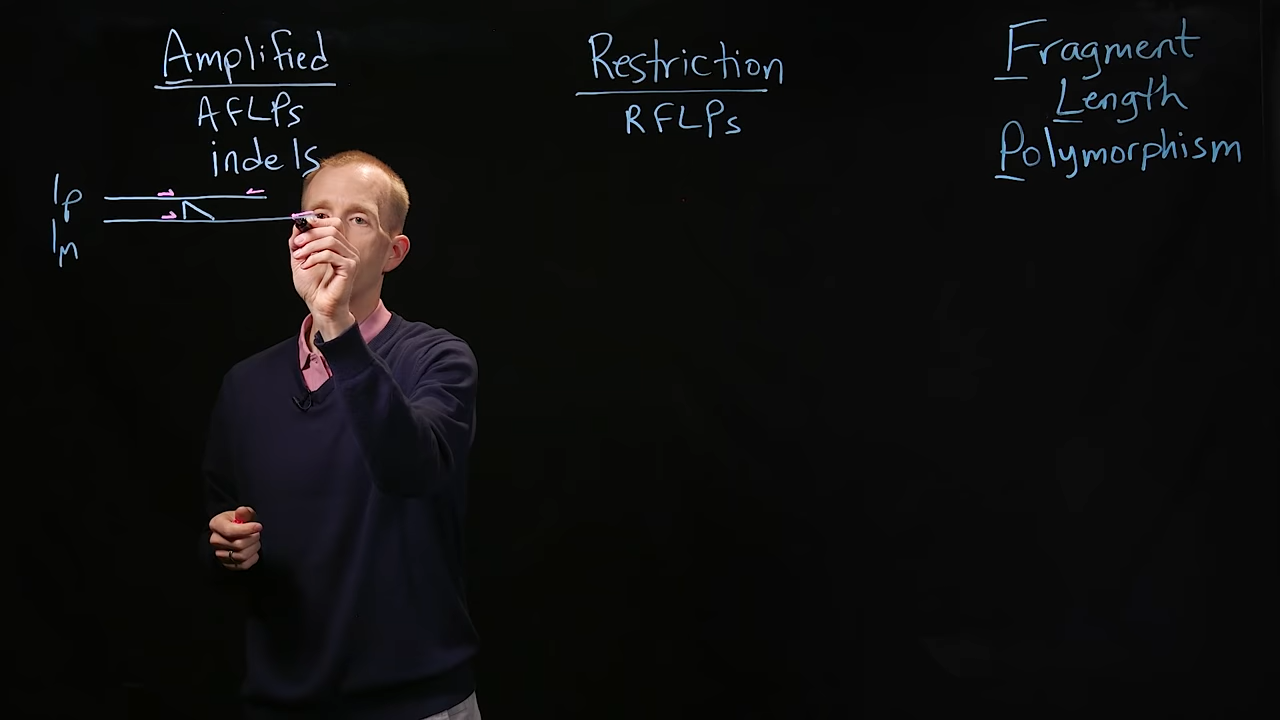 Amplified
AFLPs
indels
1p
1m
Restriction
RFLPs
Fragment
Length
Polymorphism